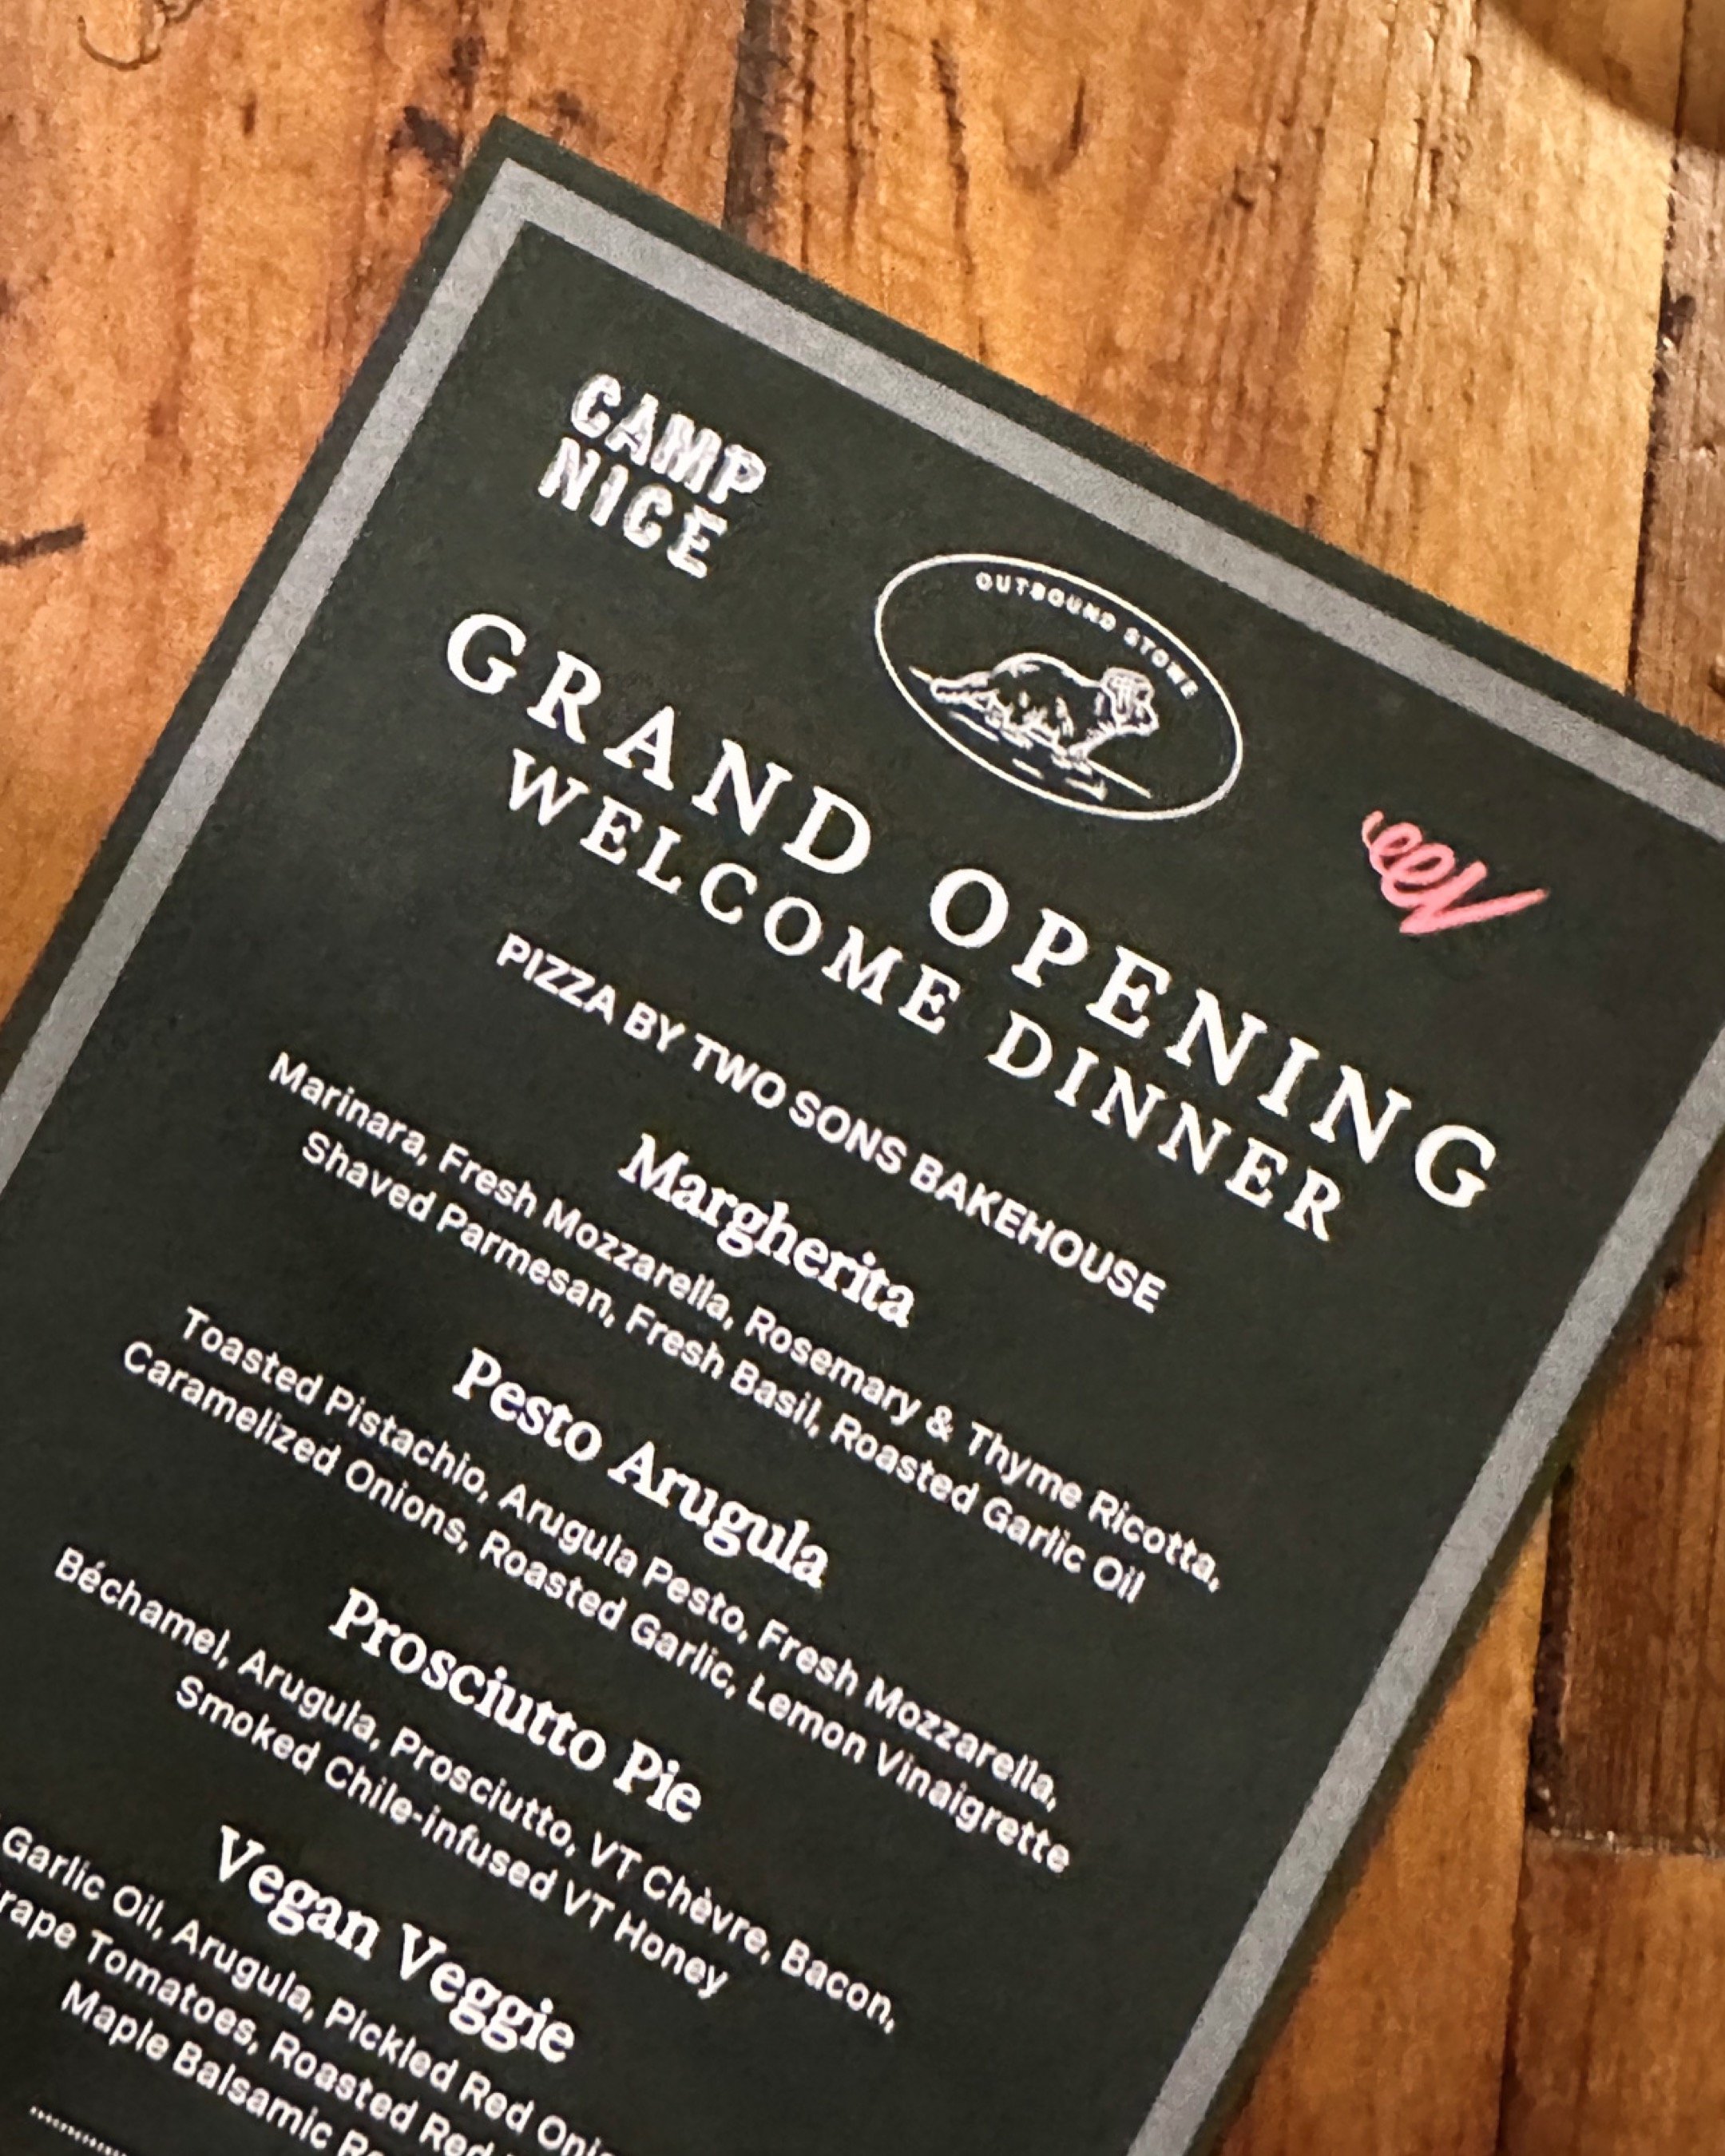 CAMP
NICE
OUTBOUND STOWE
GRAND OPENING
WELCOME DINNER
PIZZA BY TWO SONS BAKEHOUSE
Margherita
Marinara, Fresh Mozzarella, Rosemary & Thyme Ricotta,
Shaved Parmesan, Fresh Basil, Roasted Garlic Oil
Pesto Arugula
Toasted Pistachio, Arugula Pesto, Fresh Mozzarella,
Caramelized Onions, Roasted Garlic, Lemon Vinaigrette
Prosciutto Pie
Béchamel, Arugula, Prosciutto, VT Chèvre, Bacon,
Smoked Chile-infused VT Honey
Vegan Veggie
Garlic Oil, Arugula, Pickled Red
Tomatoes, Roasted Red
Maple Balsamic